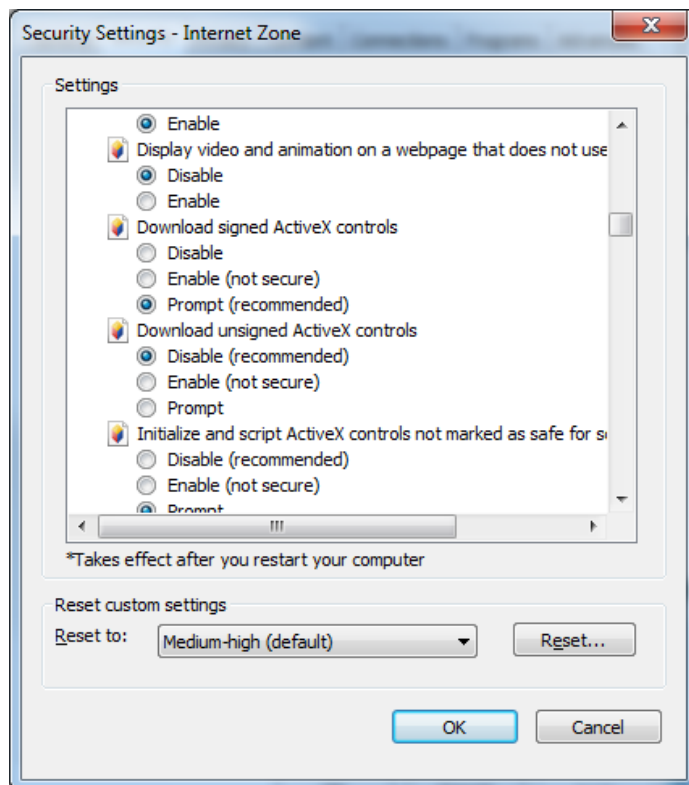 Security Settings - Internet Zone
Settings
Enable
Display video and animation on a webpage that does not use
Disable
Enable
Download signed ActiveX controls
Disable
Enable (not secure)
Prompt (recommended)
Download unsigned ActiveX controls
Disable (recommended)
Enable (not secure)
Prompt
Initialize and script ActiveX controls not marked as safe for
Disable (recommended)
Enable (not secure)
Prompt
*Takes effect after you restart your computer
Reset custom settings
Reset to: Medium-high (default) Reset...
OK Cancel